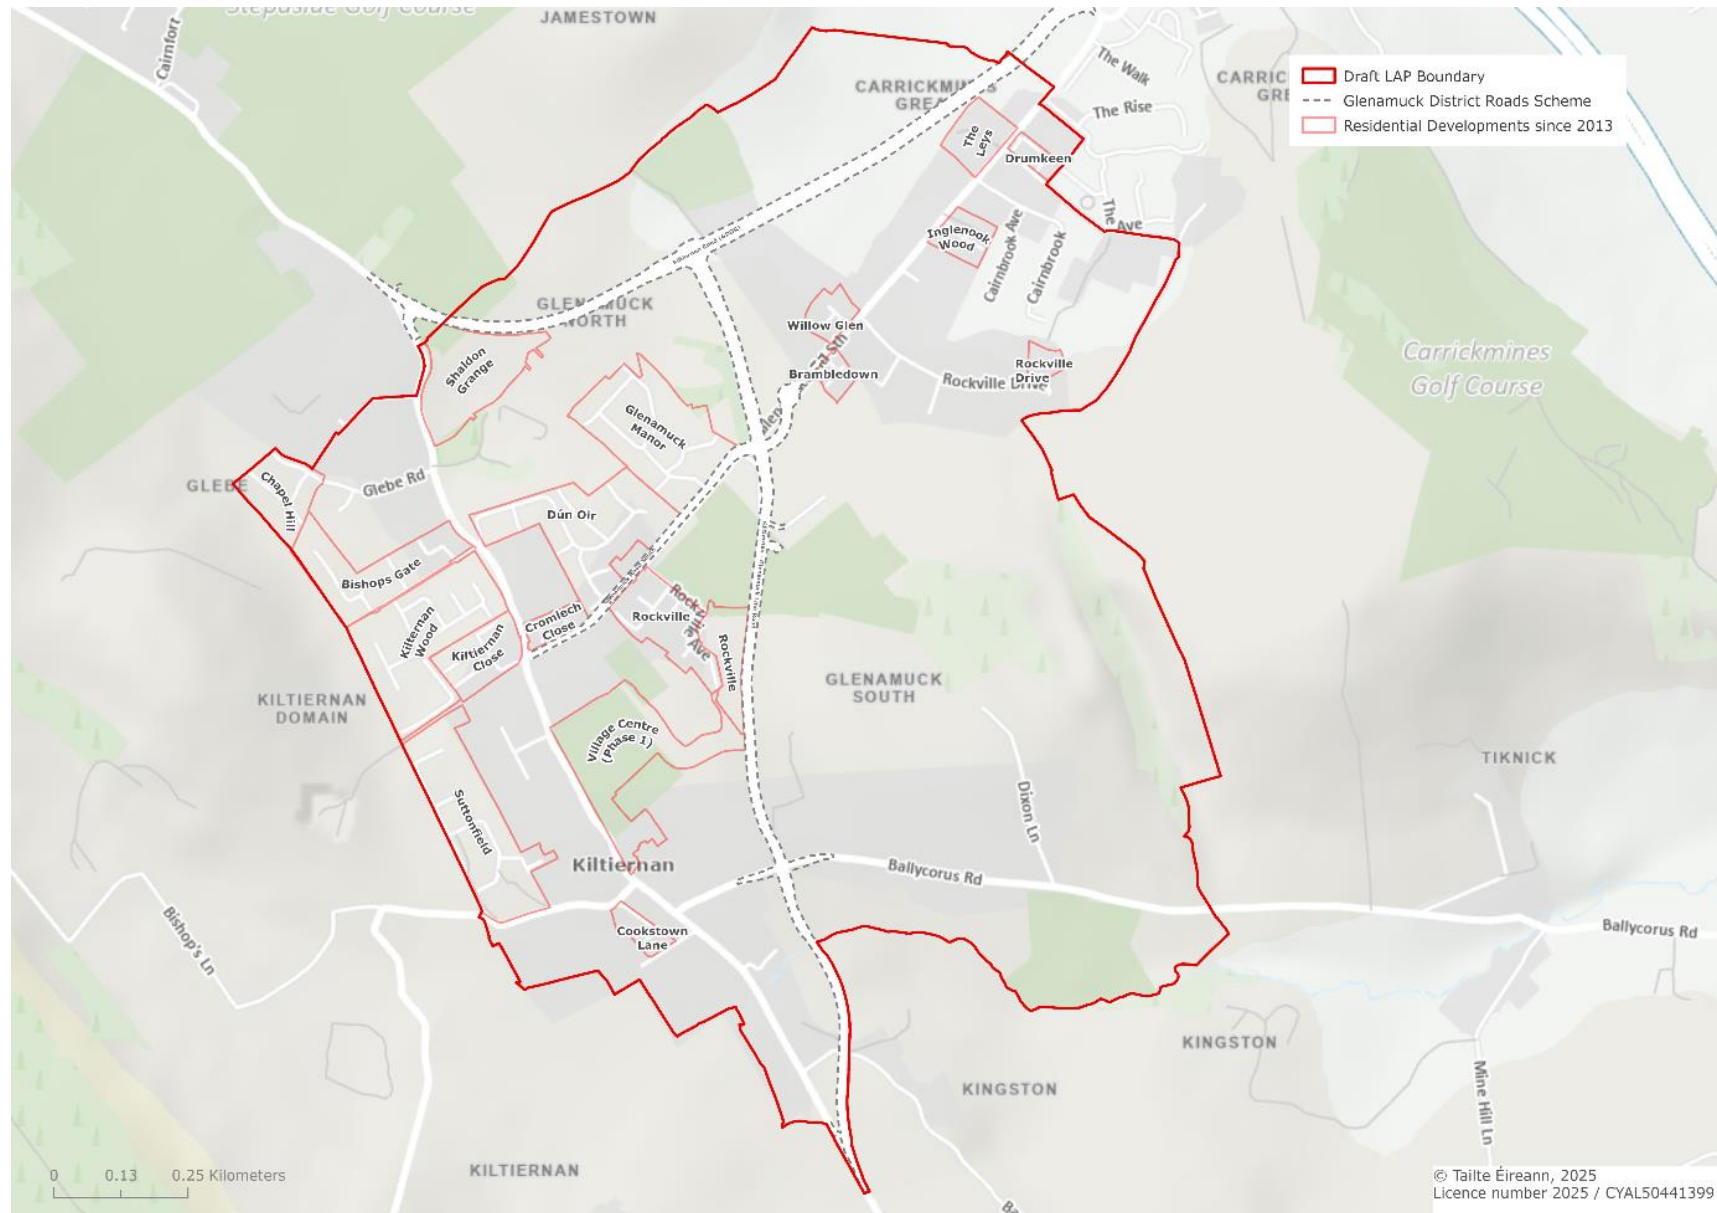 Stepaside Golf Course
JAMESTOWN
Cairnfort
The Walk
CARRICKMINES
GREAT
The Rise
Draft LAP Boundary
Glenamuck District Roads Scheme
Residential Developments since 2013
The
Leys
Drumkeen
The Ave
Inglenook
Wood
Cairnbrook Ave
Cairnbrook
GLENAMUCK
NORTH
Willow Glen
Brambledown
Rockville
Drive
Carrickmines
Golf Course
Shaldon
Grange
Glenamuck
Manor
GLEBE
Chapel Hill
Glebe Rd
Dún Oir
Bishops Gate
Kilternan
Wood
Kiltiernan
Close
Cromlech
Close
Rockville
Rockville Ave
Rockville
KILTIERNAN
DOMAIN
GLENAMUCK
SOUTH
Village Centre
(Phase 1)
TIKNICK
Dixon Ln
Suttonfield
Kiltiernan
Ballycorus Rd
Bishop's Ln
Cookstown
Lane
Ballycorus Rd
KINGSTON
KINGSTON
Mine Hill Ln
KILTIERNAN
0 0.13 0.25 Kilometers
© Tailte Éireann, 2025
Licence number 2025 / CYAL50441399